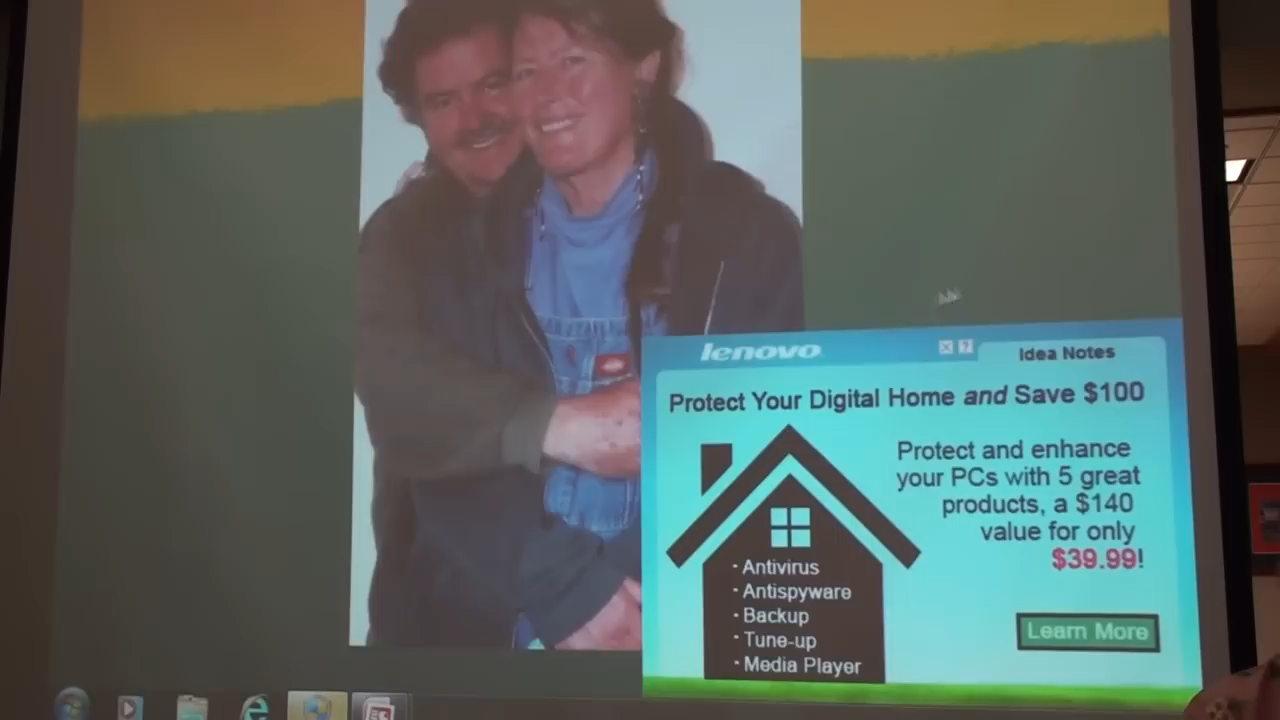 lenovo
Idea Notes
Protect Your Digital Home and Save $100
Protect and enhance
your PCs with 5 great
products, a $140
value for only
$39.99!
· Antivirus
· Antispyware
· Backup
· Tune-up
· Media Player
Learn More